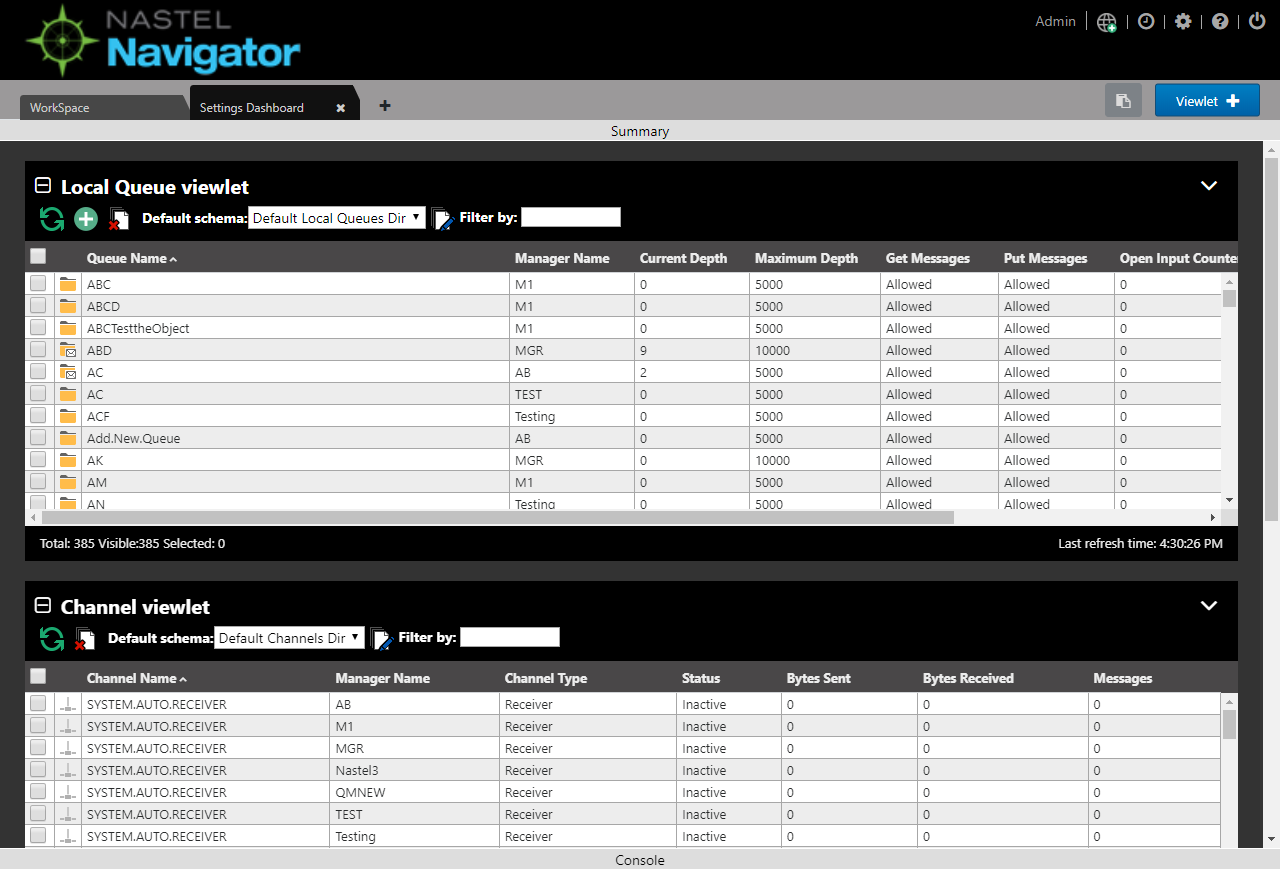 NASTEL
Navigator
Admin
WorkSpace
Settings Dashboard
Viewlet
Summary
Local Queue viewlet
Default schema: Default Local Queues Dir Filter by:
Queue Name Manager Name Current Depth Maximum Depth Get Messages Put Messages Open Input Counte
ABC M1 0 5000 Allowed Allowed 0
ABCD M1 0 5000 Allowed Allowed 0
ABCTesttheObject M1 0 5000 Allowed Allowed 0
ABD MGR 9 10000 Allowed Allowed 0
AC AB 2 5000 Allowed Allowed 0
AC TEST 0 5000 Allowed Allowed 0
ACF Testing 0 5000 Allowed Allowed 0
Add.New.Queue AB 0 5000 Allowed Allowed 0
AK MGR 0 10000 Allowed Allowed 0
AM M1 0 5000 Allowed Allowed 0
AN Testing 0 5000 Allowed Allowed 0
Total: 385 Visible:385 Selected: 0 Last refresh time: 4:30:26 PM
Channel viewlet
Default schema: Default Channels Dir Filter by:
Channel Name Manager Name Channel Type Status Bytes Sent Bytes Received Messages
SYSTEM.AUTO.RECEIVER AB Receiver Inactive 0 0 0
SYSTEM.AUTO.RECEIVER M1 Receiver Inactive 0 0 0
SYSTEM.AUTO.RECEIVER MGR Receiver Inactive 0 0 0
SYSTEM.AUTO.RECEIVER Nastel3 Receiver Inactive 0 0 0
SYSTEM.AUTO.RECEIVER QMNEW Receiver Inactive 0 0 0
SYSTEM.AUTO.RECEIVER TEST Receiver Inactive 0 0 0
SYSTEM.AUTO.RECEIVER Testing Receiver Inactive 0 0 0
Console